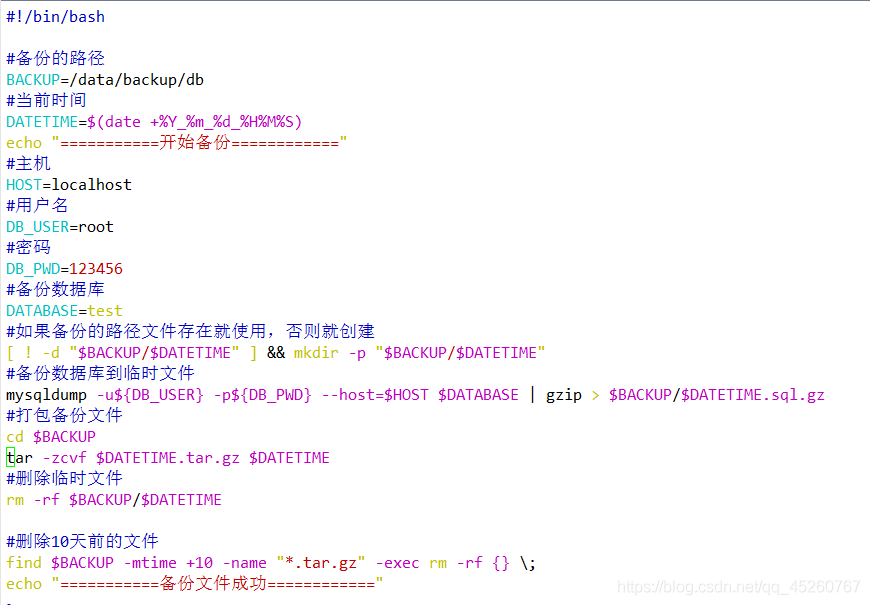 #!/bin/bash
#备份的路径
BACKUP=/data/backup/db
#当前时间
DATETIME=$(date +%Y_%m_%d_%H%M%S)
echo "===========开始备份============"
#主机
HOST=localhost
#用户名
DB_USER=root
#密码
DB_PWD=123456
#备份数据库
DATABASE=test
#如果备份的路径文件存在就使用，否则就创建
[ ! -d "$BACKUP/$DATETIME" ] && mkdir -p "$BACKUP/$DATETIME"
#备份数据库到临时文件
mysqldump -u${DB_USER} -p${DB_PWD} --host=$HOST $DATABASE | gzip > $BACKUP/$DATETIME.sql.gz
#打包备份文件
cd $BACKUP
tar -zcvf $DATETIME.tar.gz $DATETIME
#删除临时文件
rm -rf $BACKUP/$DATETIME
#删除10天前的文件
find $BACKUP -mtime +10 -name "*.tar.gz" -exec rm -rf {} \;
echo "===========备份文件成功============"
https://blog.csdn.net/qq_45260767